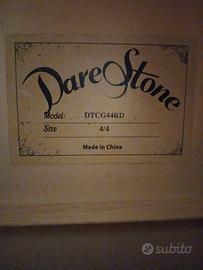 DareStone
Model: DTCG44RD
Size 4/4
Made in China
subito